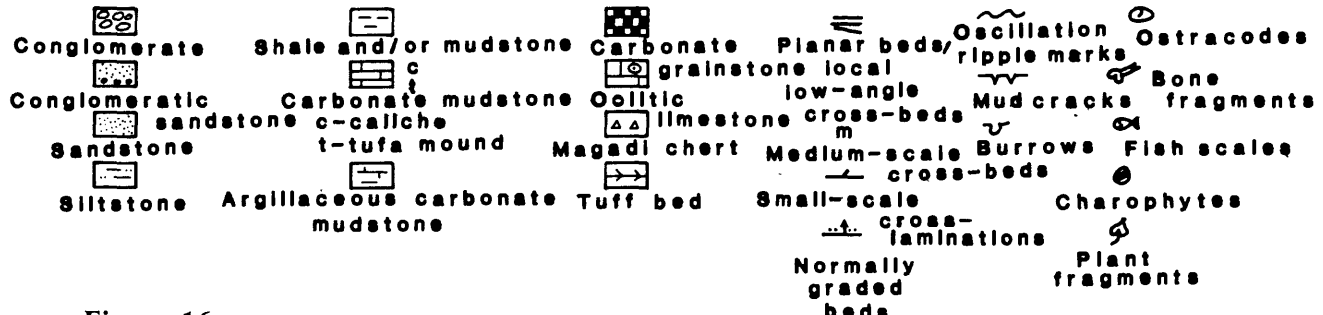 Conglomerate
Conglomeratic
sandstone
Sandstone
Siltstone
Shale and/or mudstone
c
t
Carbonate mudstone
c-caliche
t-tufa mound
Argillaceous carbonate
mudstone
Carbonate
grainstone
Oolitic
limestone
Magadi chert
Tuff bed
Planar beds/
local
low-angle
cross-beds
m
Medium-scale
cross-beds
Small-scale
cross-
laminations
Normally
graded
beds
Oscillation
ripple marks
Mud cracks
Burrows
Ostracodes
Bone
fragments
Fish scales
Charophytes
Plant
fragments